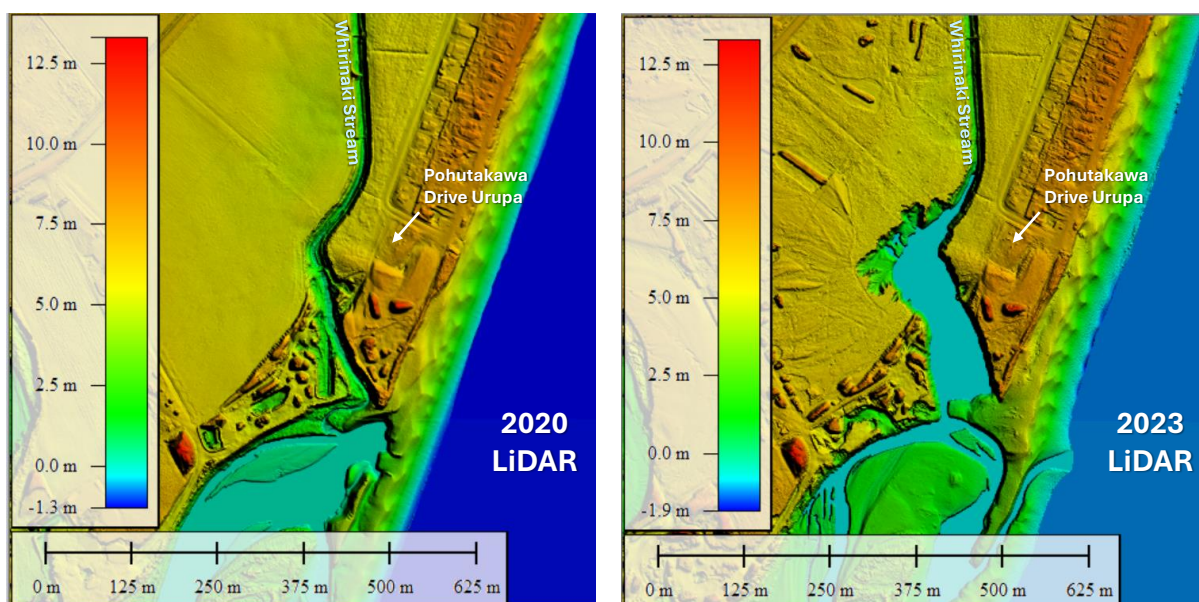 12.5 m
10.0 m
7.5 m
5.0 m
2.5 m
0.0 m
-1.3 m
Whirinaki Stream
Pohutakawa
Drive Urupa
2020
LiDAR
0 m 125 m 250 m 375 m 500 m 625 m
12.5 m
10.0 m
7.5 m
5.0 m
2.5 m
0.0 m
-1.9 m
Whirinaki Stream
Pohutakawa
Drive Urupa
2023
LiDAR
0 m 125 m 250 m 375 m 500 m 625 m